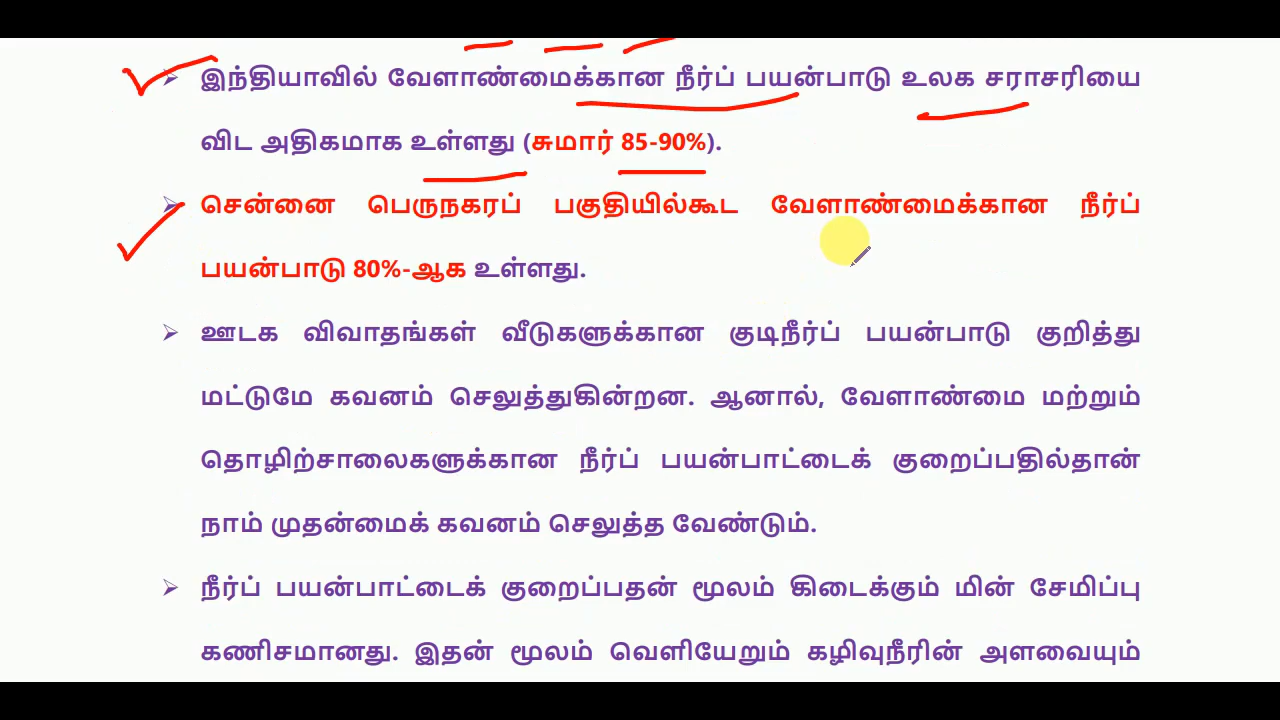 இந்தியாவில் வேளாண்மைக்கான நீர்ப் பயன்பாடு உலக சராசரியை
விட அதிகமாக உள்ளது (சுமார் 85-90%).
சென்னை பெருநகரப் பகுதியில்கூட வேளாண்மைக்கான நீர்ப்
பயன்பாடு 80%-ஆக உள்ளது.
ஊடக விவாதங்கள் வீடுகளுக்கான குடிநீர்ப் பயன்பாடு குறித்து
மட்டுமே கவனம் செலுத்துகின்றன. ஆனால், வேளாண்மை மற்றும்
தொழிற்சாலைகளுக்கான நீர்ப் பயன்பாட்டைக் குறைப்பதில்தான்
நாம் முதன்மைக் கவனம் செலுத்த வேண்டும்.
நீர்ப் பயன்பாட்டைக் குறைப்பதன் மூலம் கிடைக்கும் மின் சேமிப்பு
கணிசமானது. இதன் மூலம் வெளியேறும் கழிவுநீரின் அளவையும்